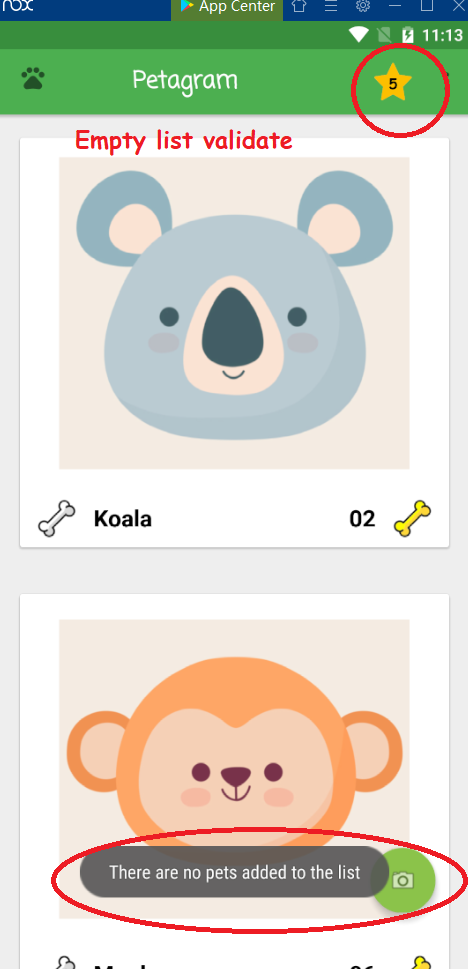 nox
App Center
11:13
Petagram
5
Empty list validate
Koala
02
There are no pets added to the list